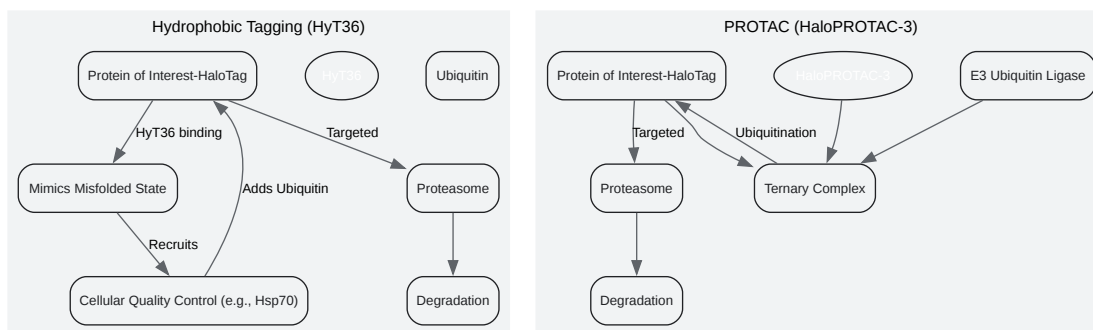 Hydrophobic Tagging (HyT36)
Protein of Interest-HaloTag
HyT36
Ubiquitin
HyT36 binding
Targeted
Mimics Misfolded State
Adds Ubiquitin
Proteasome
Recruits
Cellular Quality Control (e.g., Hsp70)
Degradation
PROTAC (HaloPROTAC-3)
Protein of Interest-HaloTag
HaloPROTAC-3
E3 Ubiquitin Ligase
Targeted
Ubiquitination
Proteasome
Ternary Complex
Degradation